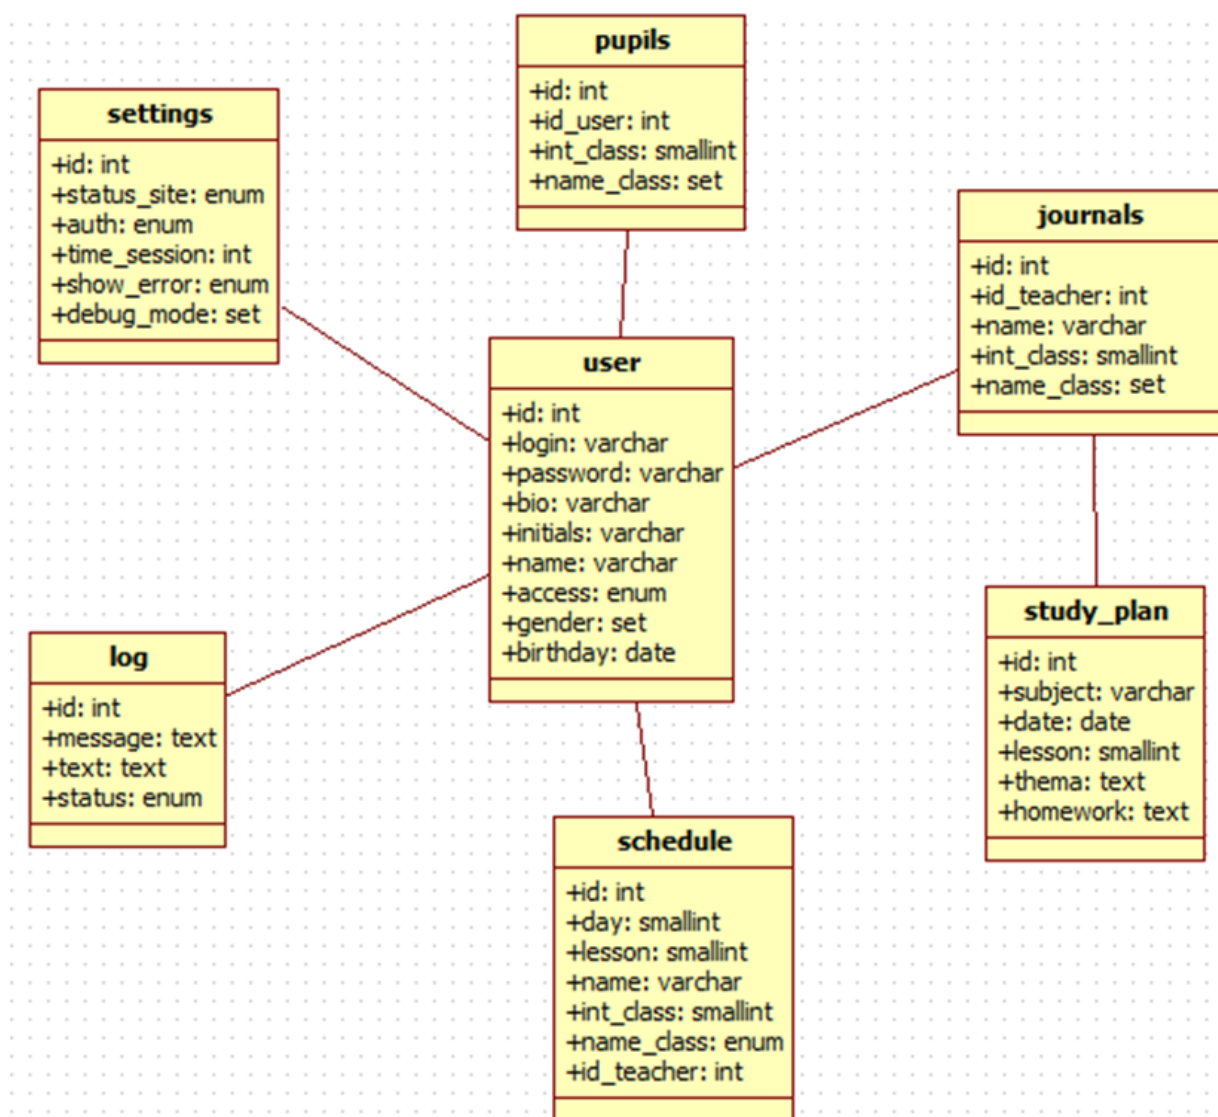 pupils
+id: int
+id_user: int
+int_class: smallint
+name_class: set
settings
+id: int
+status_site: enum
+auth: enum
+time_session: int
+show_error: enum
+debug_mode: set
journals
+id: int
+id_teacher: int
+name: varchar
+int_class: smallint
+name_class: set
user
+id: int
+login: varchar
+password: varchar
+bio: varchar
+initials: varchar
+name: varchar
+access: enum
+gender: set
+birthday: date
log
+id: int
+message: text
+text: text
+status: enum
study_plan
+id: int
+subject: varchar
+date: date
+lesson: smallint
+thema: text
+homework: text
schedule
+id: int
+day: smallint
+lesson: smallint
+name: varchar
+int_class: smallint
+name_class: enum
+id_teacher: int